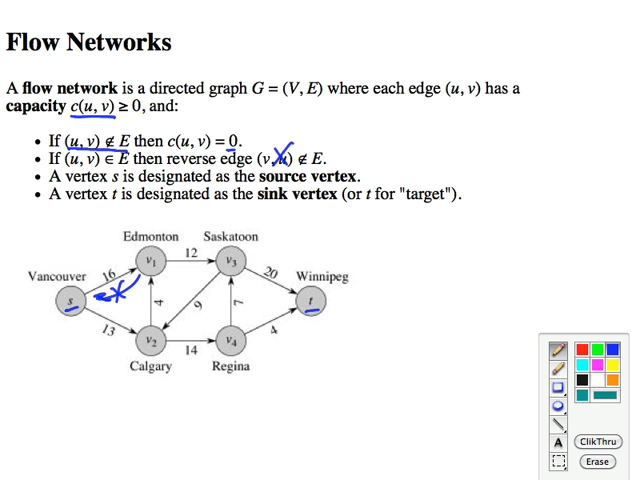 Flow Networks
A flow network is a directed graph G = (V, E) where each edge (u, v) has a
capacity c(u, v) ≥ 0, and:
• If (u, v) ∉ E then c(u, v) = 0.
• If (u, v) ∈ E then reverse edge (v, u) ∉ E.
• A vertex s is designated as the source vertex.
• A vertex t is designated as the sink vertex (or t for "target").
Edmonton Saskatoon
v1 12 v3
Vancouver 16 20 Winnipeg
s 4 9 7 t
13 4
v2 14 v4
Calgary Regina
A ClikThru
Erase